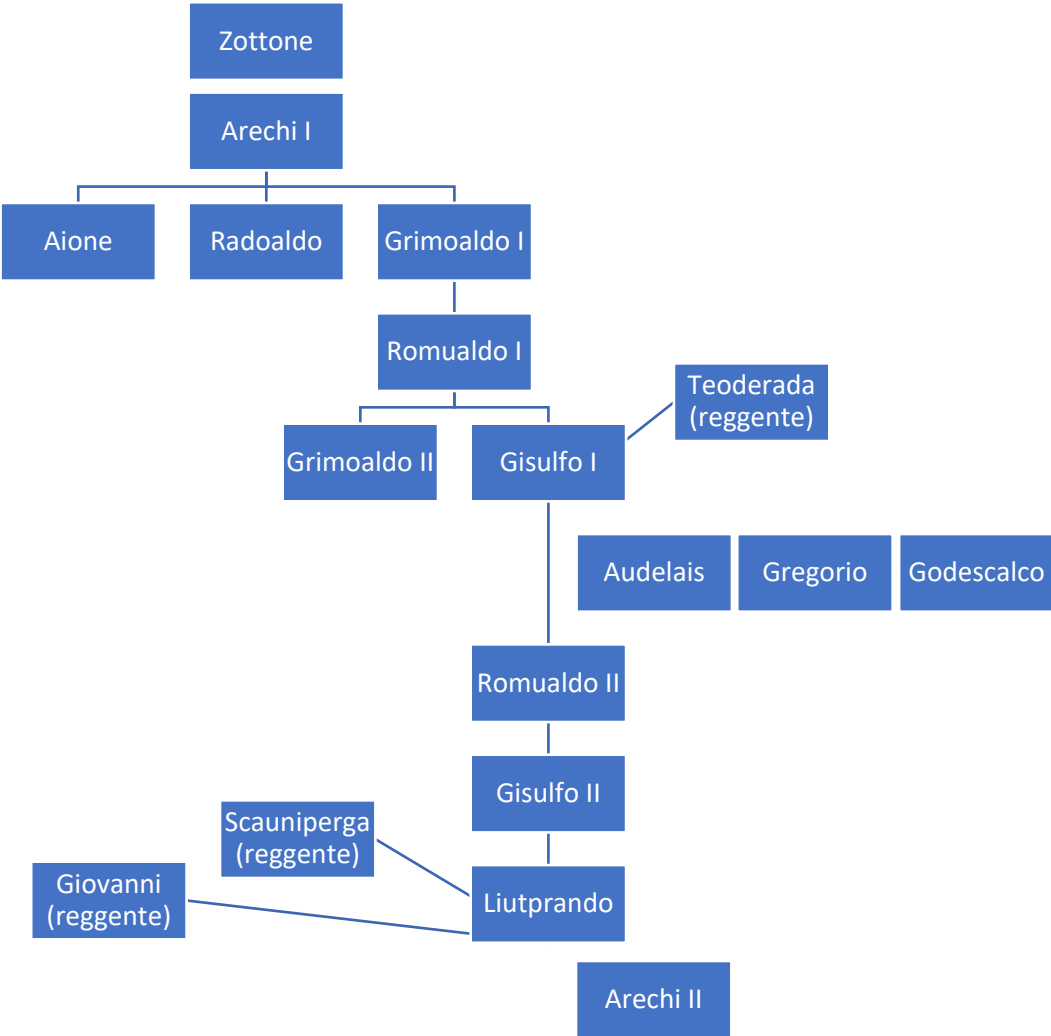 Zottone
Arechi I
Aione
Radoaldo
Grimoaldo I
Romualdo I
Teoderada
(reggente)
Grimoaldo II
Gisulfo I
Audelais
Gregorio
Godescalco
Romualdo II
Gisulfo II
Scauniperga
(reggente)
Giovanni
(reggente)
Liutprando
Arechi II